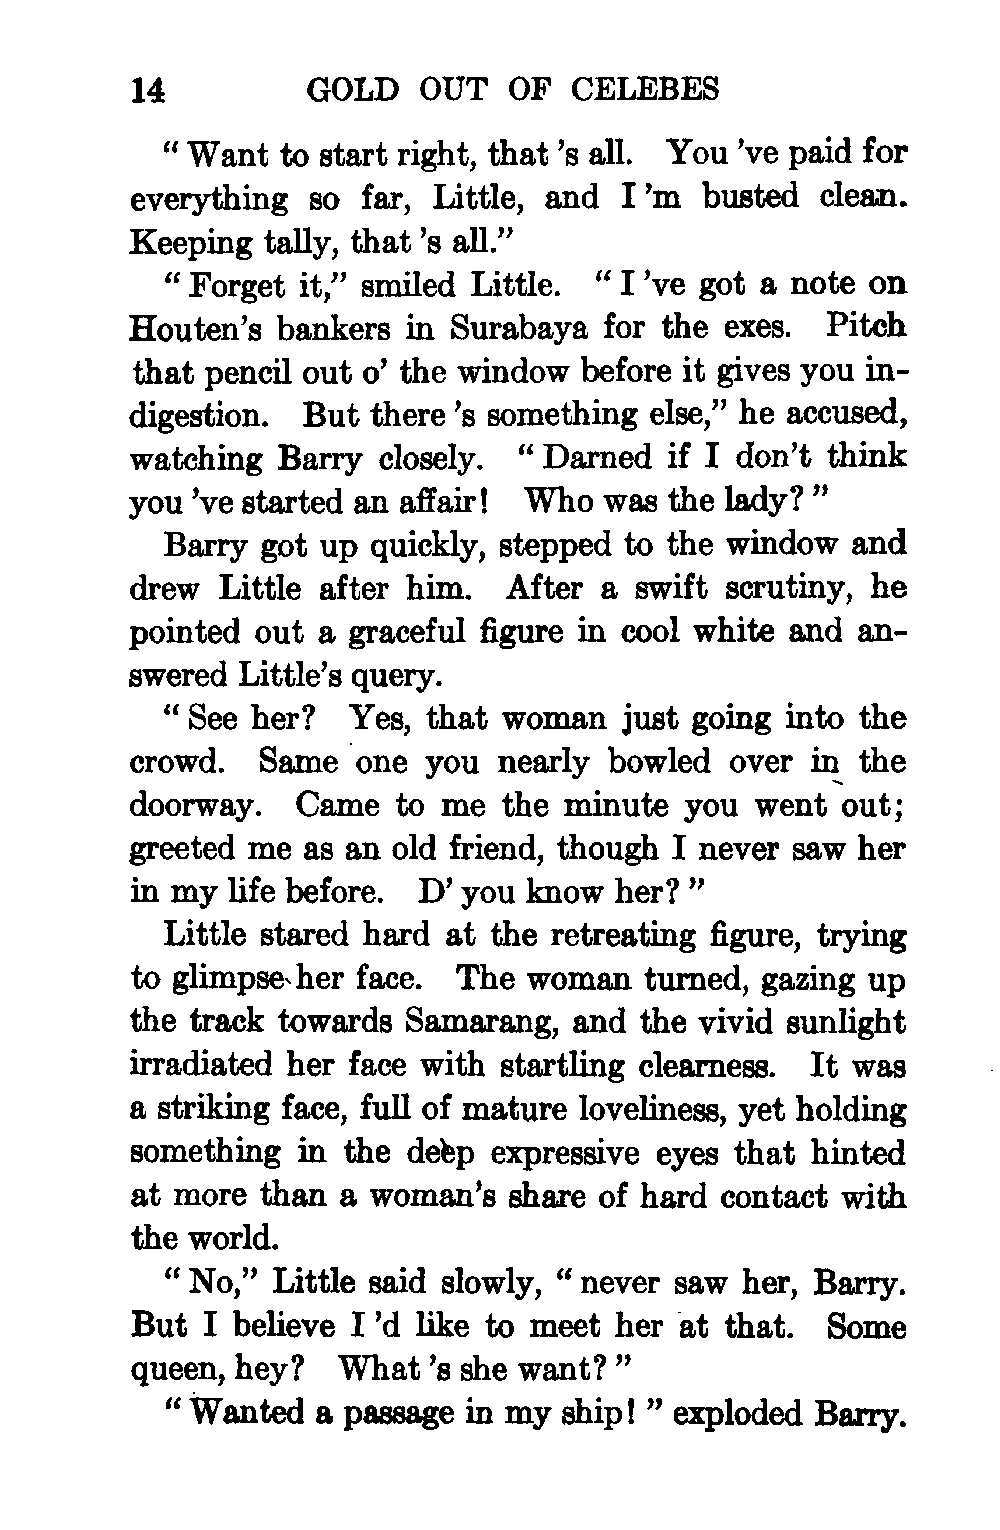 14 GOLD OUT OF CELEBES
“ Want to start right, that ’s all. You ’ve paid for
everything so far, Little, and I ’m busted clean.
Keeping tally, that ’s all.”
“ Forget it,” smiled Little. “ I ’ve got a note on
Houten’s bankers in Surabaya for the exes. Pitch
that pencil out o’ the window before it gives you in-
digestion. But there ’s something else,” he accused,
watching Barry closely. “ Darned if I don’t think
you ’ve started an affair! Who was the lady? ”
Barry got up quickly, stepped to the window and
drew Little after him. After a swift scrutiny, he
pointed out a graceful figure in cool white and an-
swered Little’s query.
“ See her? Yes, that woman just going into the
crowd. Same one you nearly bowled over in the
doorway. Came to me the minute you went out;
greeted me as an old friend, though I never saw her
in my life before. D’ you know her? ”
Little stared hard at the retreating figure, trying
to glimpse her face. The woman turned, gazing up
the track towards Samarang, and the vivid sunlight
irradiated her face with startling clearness. It was
a striking face, full of mature loveliness, yet holding
something in the deep expressive eyes that hinted
at more than a woman’s share of hard contact with
the world.
“ No,” Little said slowly, “ never saw her, Barry.
But I believe I ’d like to meet her at that. Some
queen, hey? What ’s she want? ”
“ Wanted a passage in my ship! ” exploded Barry.